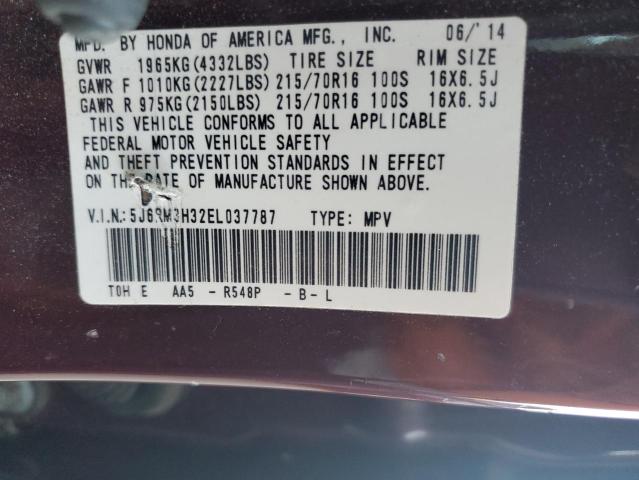 MFD. BY HONDA OF AMERICA MFG., INC. 06/'14
GVWR 1965KG(4332LBS) TIRE SIZE RIM SIZE
GAWR F 1010KG(2227LBS) 215/70R16 100S 16X6.5J
GAWR R 975KG(2150LBS) 215/70R16 100S 16X6.5J
THIS VEHICLE CONFORMS TO ALL APPLICABLE
FEDERAL MOTOR VEHICLE SAFETY
AND THEFT PREVENTION STANDARDS IN EFFECT
ON THE DATE OF MANUFACTURE SHOWN ABOVE.
V.I.N.:5J6RM3H32EL037787 TYPE: MPV
T0H E AA5 - R548P - B - L